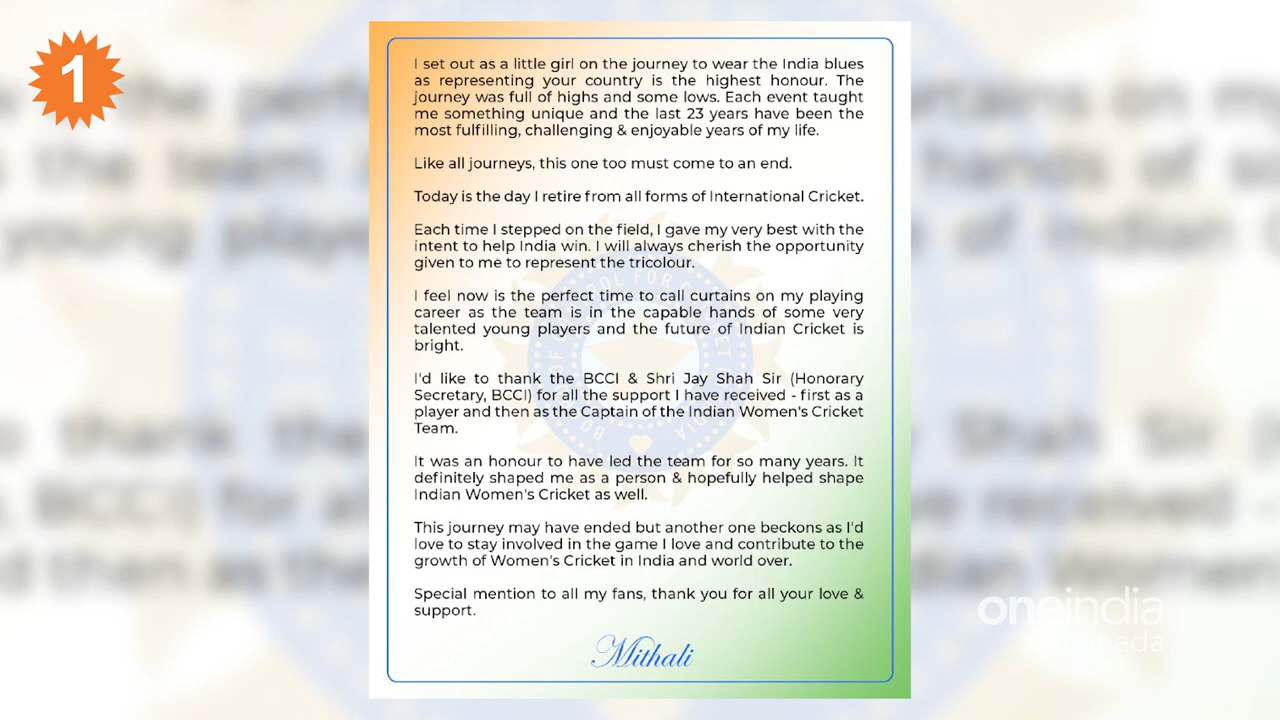 1
I set out as a little girl on the journey to wear the India blues
as representing your country is the highest honour. The
journey was full of highs and some lows. Each event taught
me something unique and the last 23 years have been the
most fulfilling, challenging & enjoyable years of my life.
Like all journeys, this one too must come to an end.
Today is the day I retire from all forms of International Cricket.
Each time I stepped on the field, I gave my very best with the
intent to help India win. I will always cherish the opportunity
given to me to represent the tricolour.
I feel now is the perfect time to call curtains on my playing
career as the team is in the capable hands of some very
talented young players and the future of Indian Cricket is
bright.
I'd like to thank the BCCI & Shri Jay Shah Sir (Honorary
Secretary, BCCI) for all the support I have received - first as a
player and then as the Captain of the Indian Women's Cricket
Team.
It was an honour to have led the team for so many years. It
definitely shaped me as a person & hopefully helped shape
Indian Women's Cricket as well.
This journey may have ended but another one beckons as I'd
love to stay involved in the game I love and contribute to the
growth of Women's Cricket in India and world over.
Special mention to all my fans, thank you for all your love &
support.
Mithali
oneindia